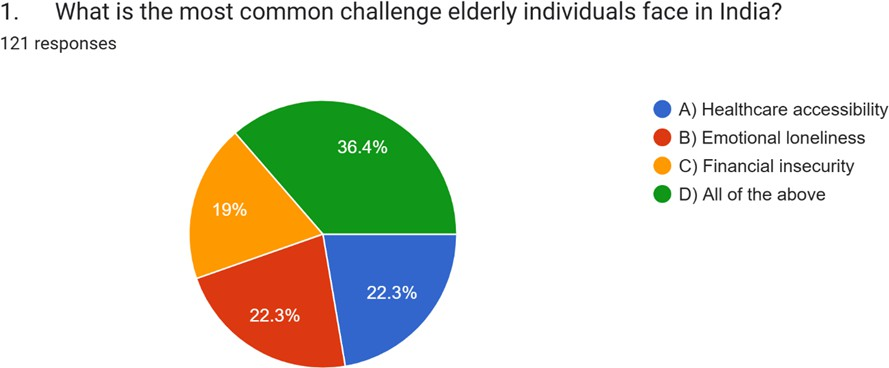 1. What is the most common challenge elderly individuals face in India?
121 responses
36.4%
19%
22.3%
22.3%
A) Healthcare accessibility
B) Emotional loneliness
C) Financial insecurity
D) All of the above